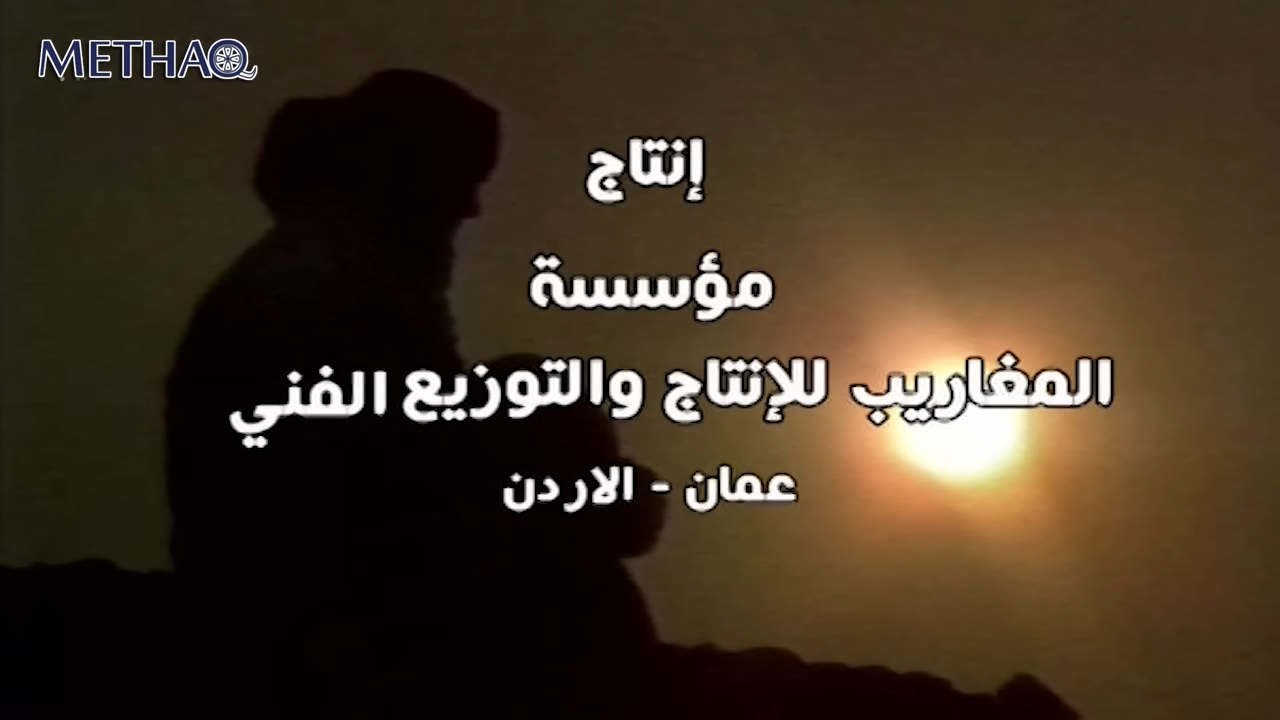 METHAQ
إنتاج
مؤسسة
المغاريب للإنتاج والتوزيع الفني
عمان - الاردن